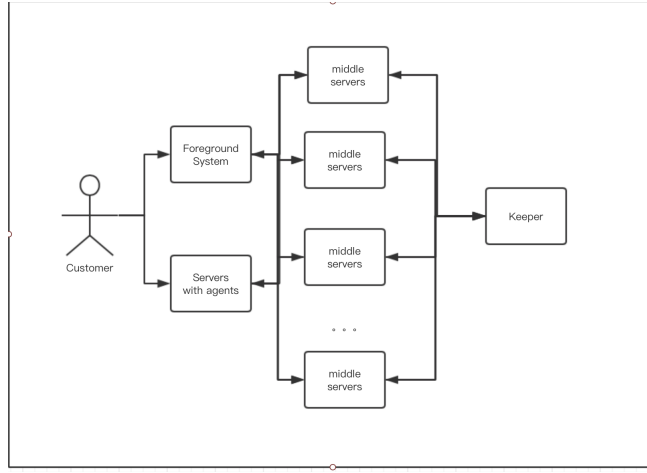 middle
servers
Foreground
System
middle
servers
Customer
Servers
with agents
middle
servers
Keeper
middle
servers